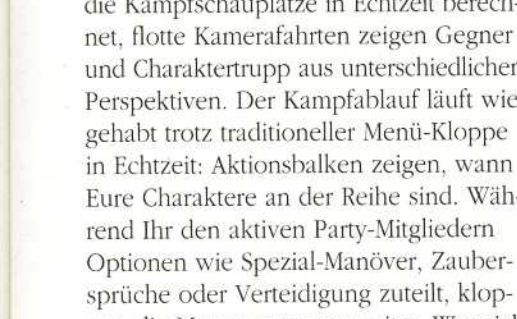 die Kampfschauplätze in Echtzeit berech-
net, flotte Kamerafahrten zeigen Gegner
und Charaktertrupp aus unterschiedlicher
Perspektiven. Der Kampfablauf läuft wie
gehabt trotz traditioneller Menü-Kloppe
in Echtzeit: Aktionsbalken zeigen, wann
Eure Charaktere an der Reihe sind. Wäh-
rend Ihr den aktiven Party-Mitgliedern
Optionen wie Spezial-Manöver, Zauber-
sprüche oder Verteidigung zuteilt, klop-